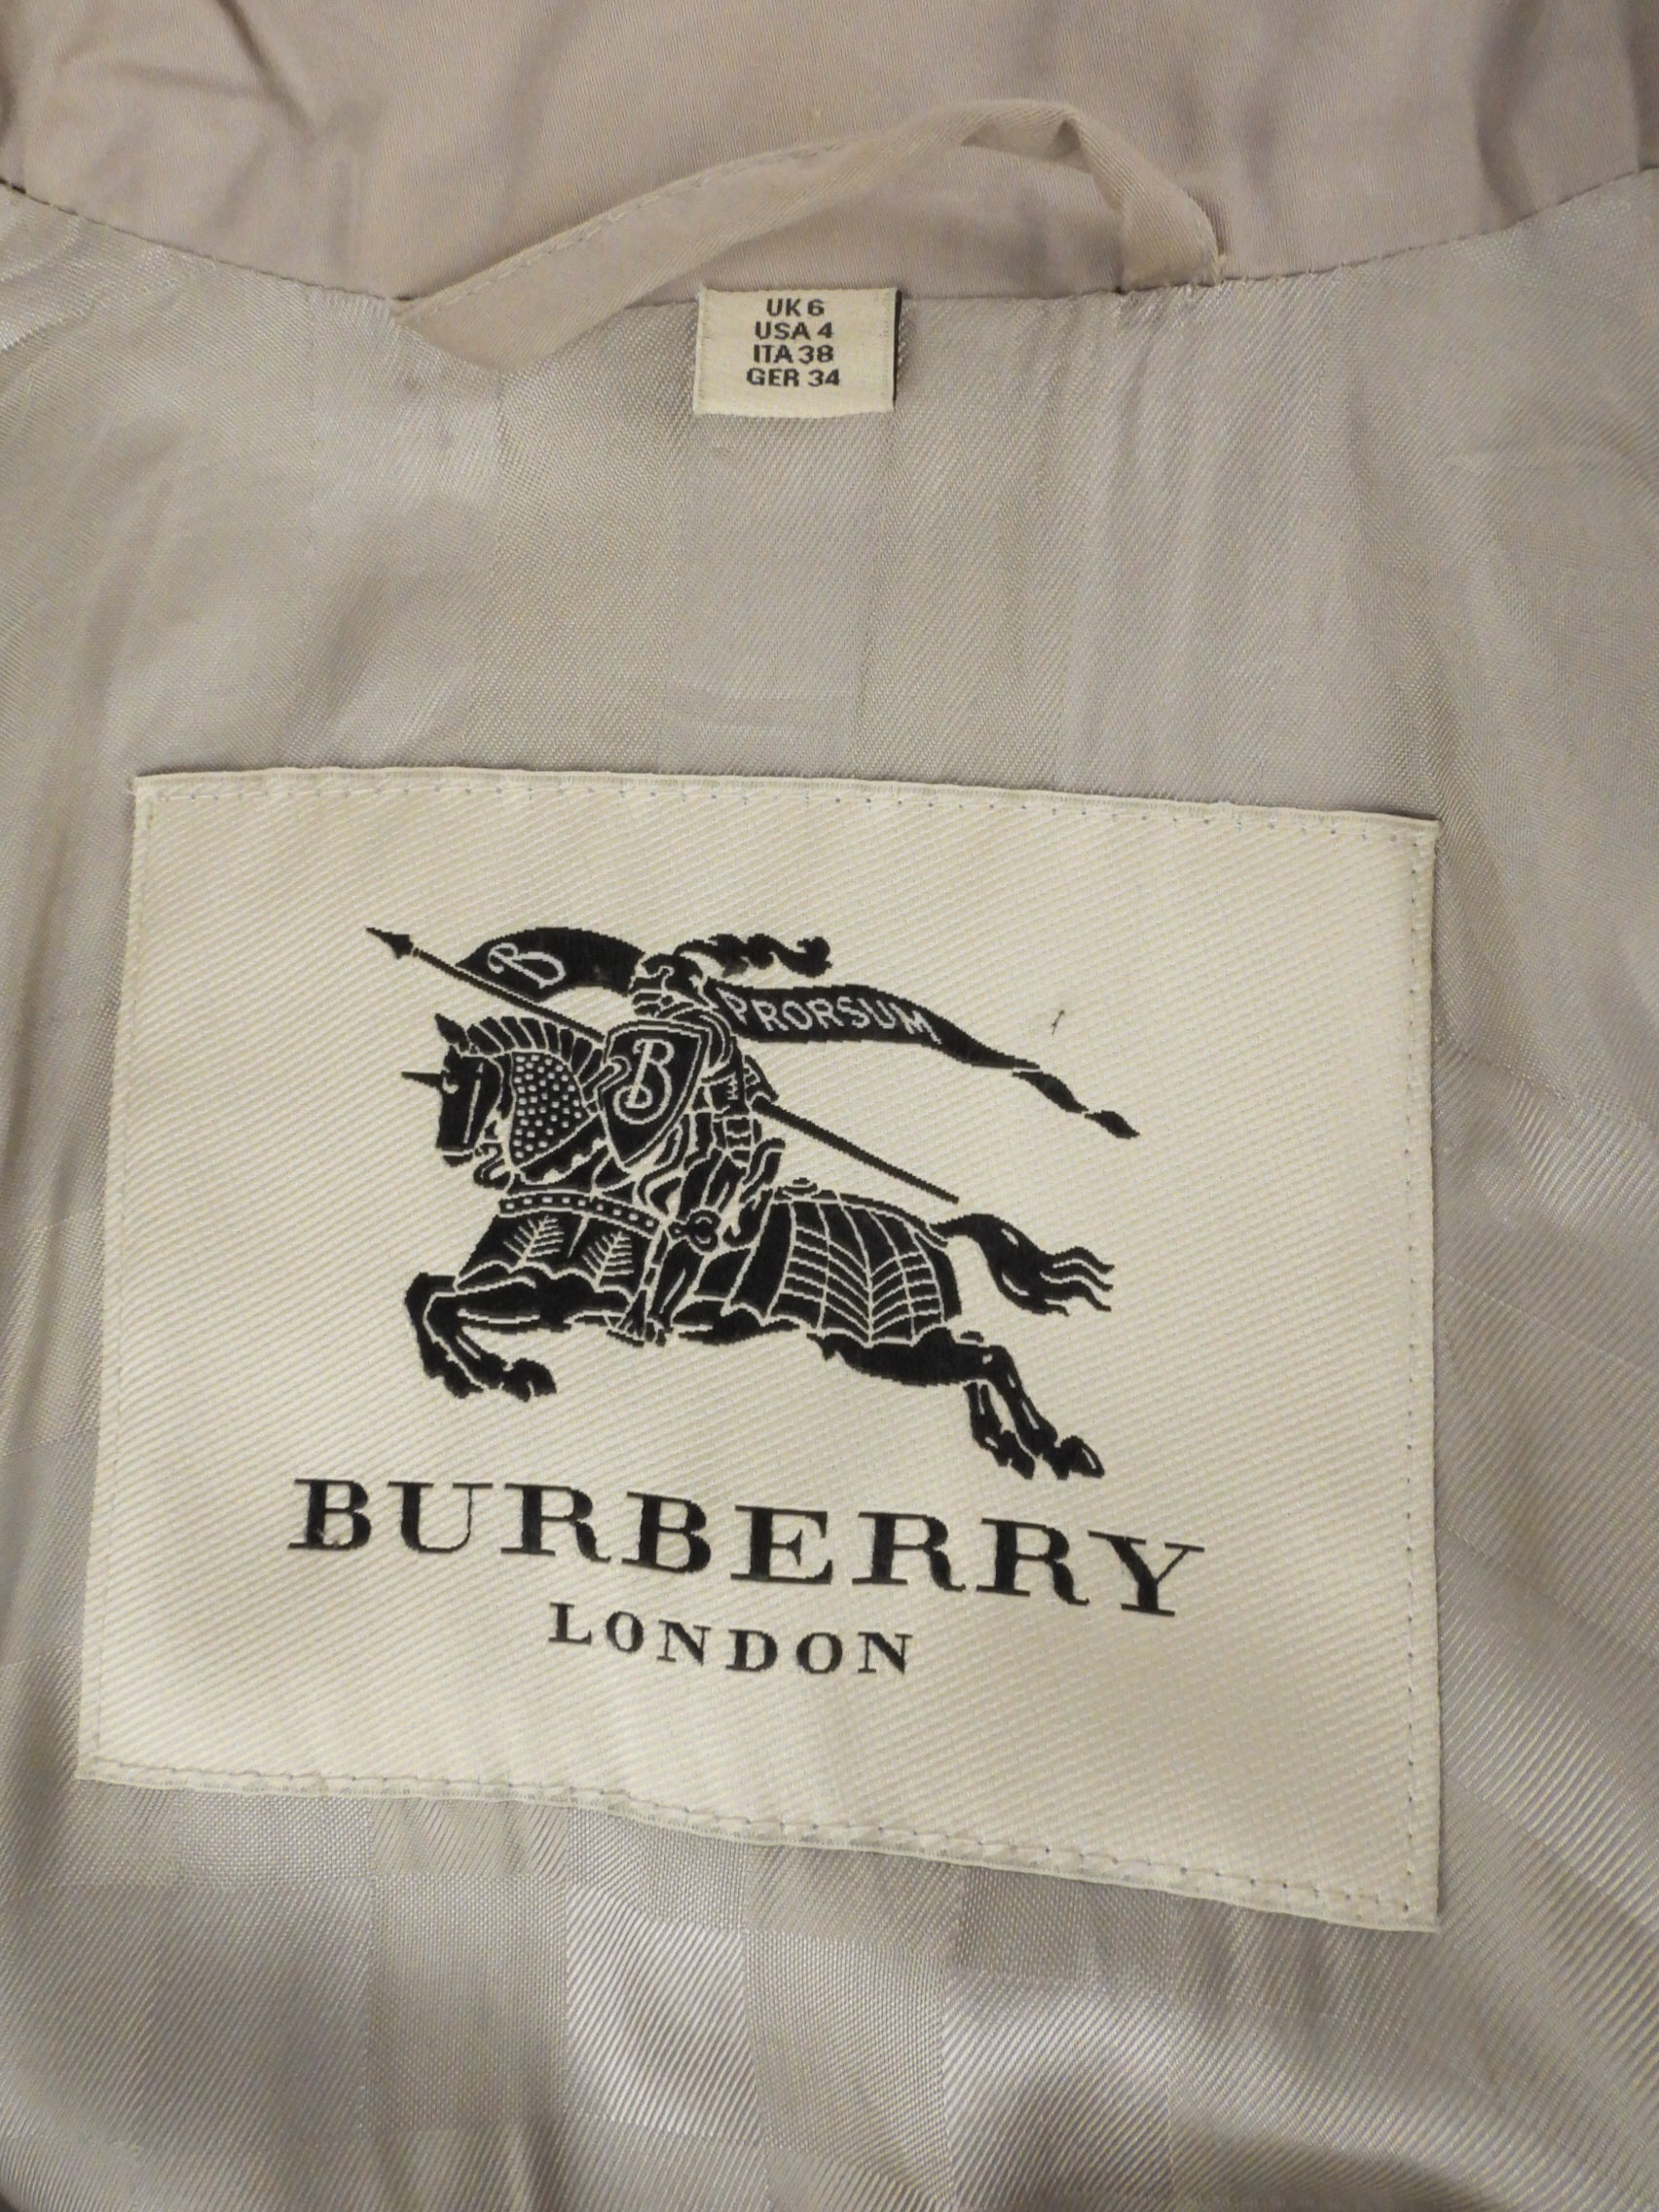 UK 6
USA 4
ITA 38
GER 34
B
PRORSUM
B
BURBERRY
LONDON